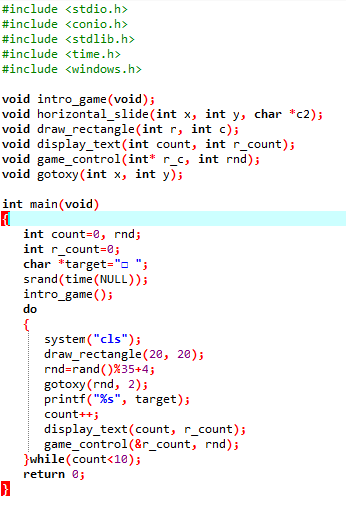 #include <stdio.h>
#include <conio.h>
#include <stdlib.h>
#include <time.h>
#include <windows.h>

void intro_game(void);
void horizontal_slide(int x, int y, char *c2);
void draw_rectangle(int r, int c);
void display_text(int count, int r_count);
void game_control(int* r_c, int rnd);
void gotoxy(int x, int y);

int main(void)
{
   int count=0, rnd;
   int r_count=0;
   char *target="□ ";
   srand(time(NULL));
   intro_game();
   do
   {
      system("cls");
      draw_rectangle(20, 20);
      rnd=rand()%35+4;
      gotoxy(rnd, 2);
      printf("%s", target);
      count++;
      display_text(count, r_count);
      game_control(&r_count, rnd);
   }while(count<10);
   return 0;
}